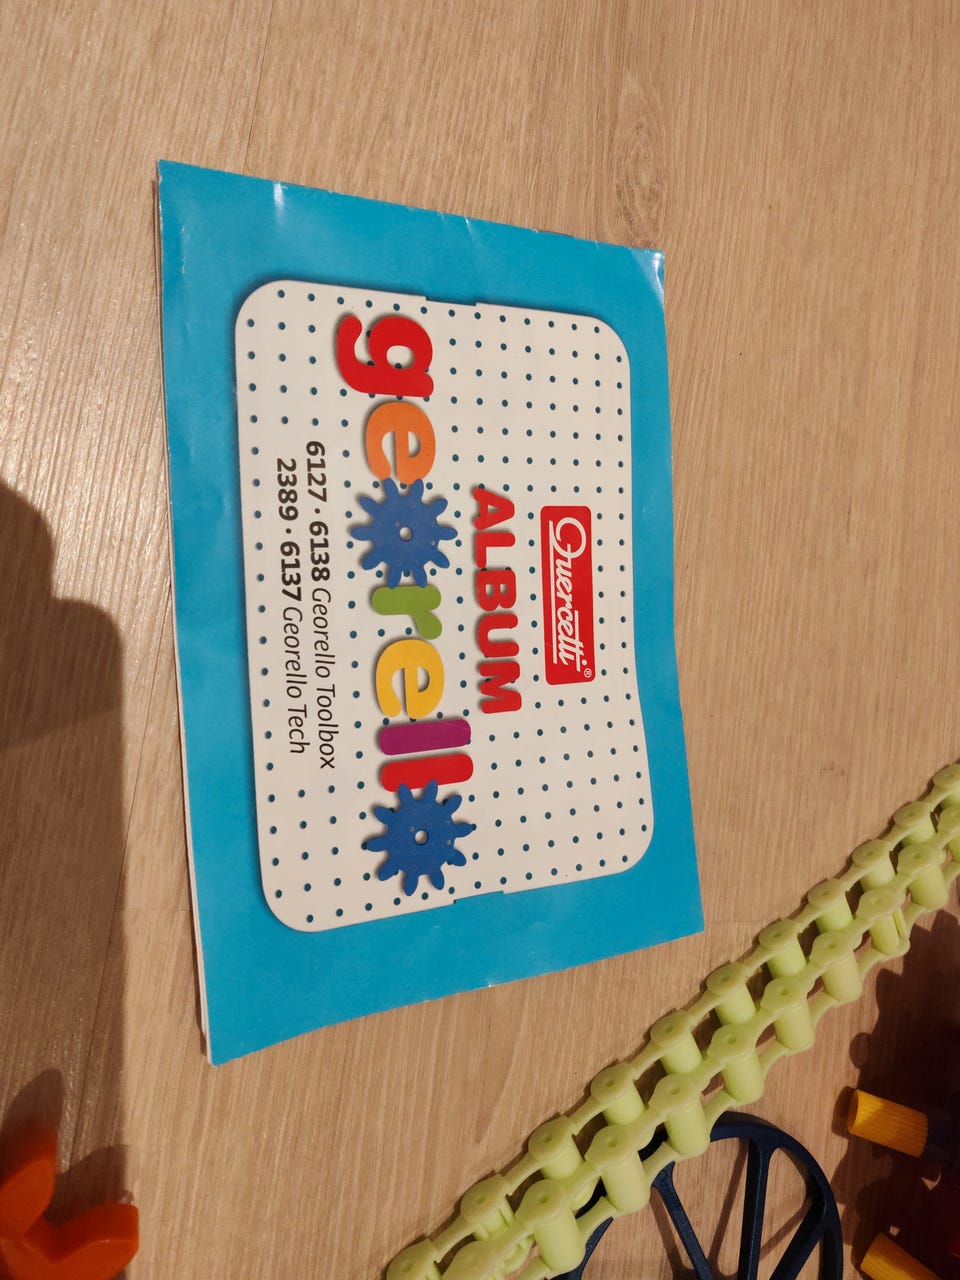 Quercetti®
ALBUM
georello
6127 · 6138 Georello Toolbox
2389 · 6137 Georello Tech